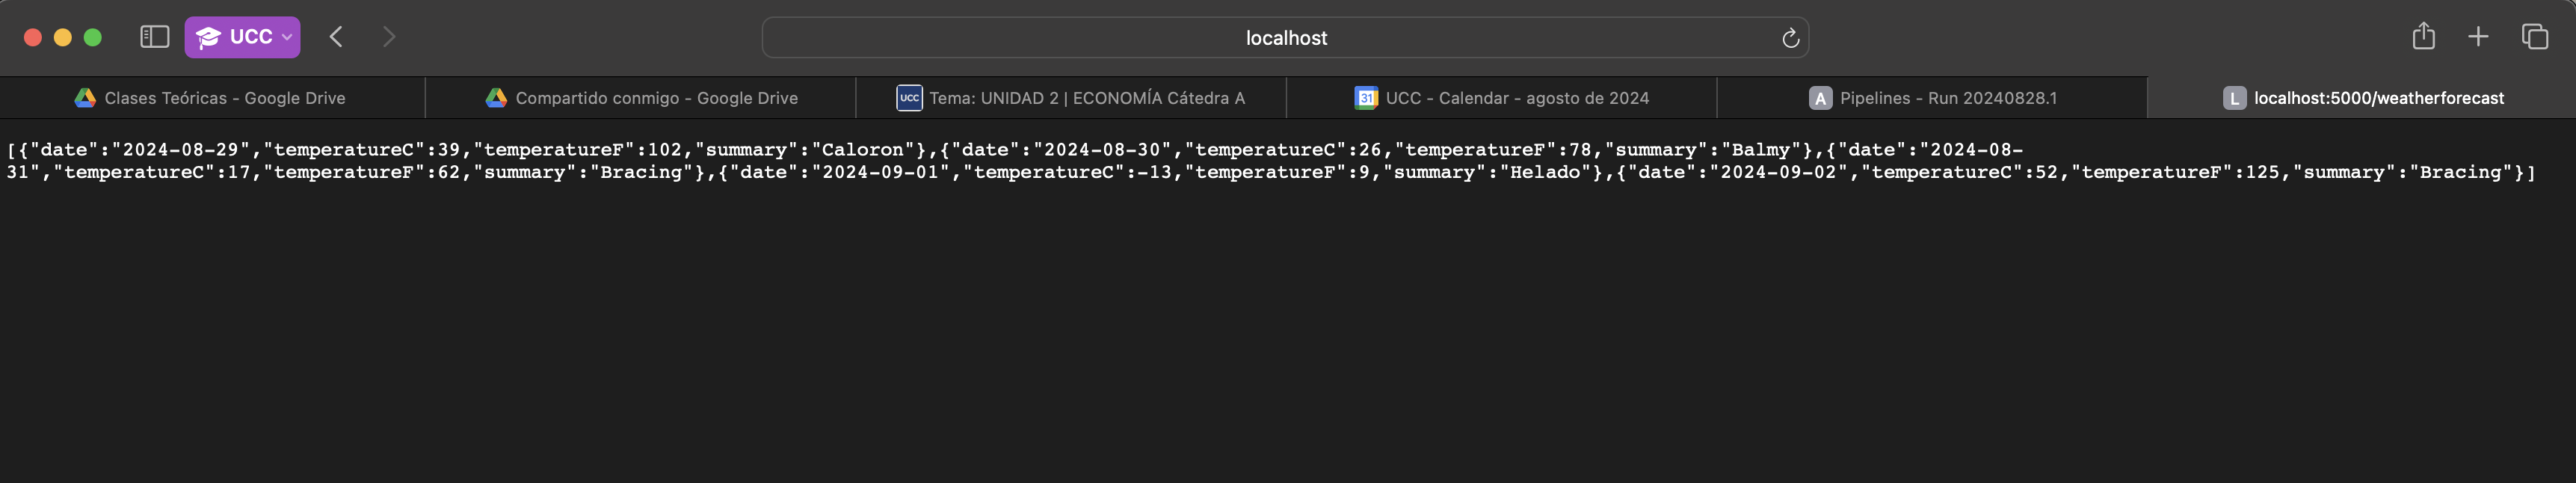 UCC
localhost
Clases Teóricas - Google Drive
Compartido conmigo - Google Drive
UCC Tema: UNIDAD 2 | ECONOMÍA Cátedra A
31 UCC - Calendar - agosto de 2024
A Pipelines - Run 20240828.1
L localhost:5000/weatherforecast
[{"date":"2024-08-29","temperatureC":39,"temperatureF":102,"summary":"Caloron"},{"date":"2024-08-30","temperatureC":26,"temperatureF":78,"summary":"Balmy"},{"date":"2024-08-
31","temperatureC":17,"temperatureF":62,"summary":"Bracing"},{"date":"2024-09-01","temperatureC":-13,"temperatureF":9,"summary":"Helado"},{"date":"2024-09-02","temperatureC":52,"temperatureF":125,"summary":"Bracing"}]